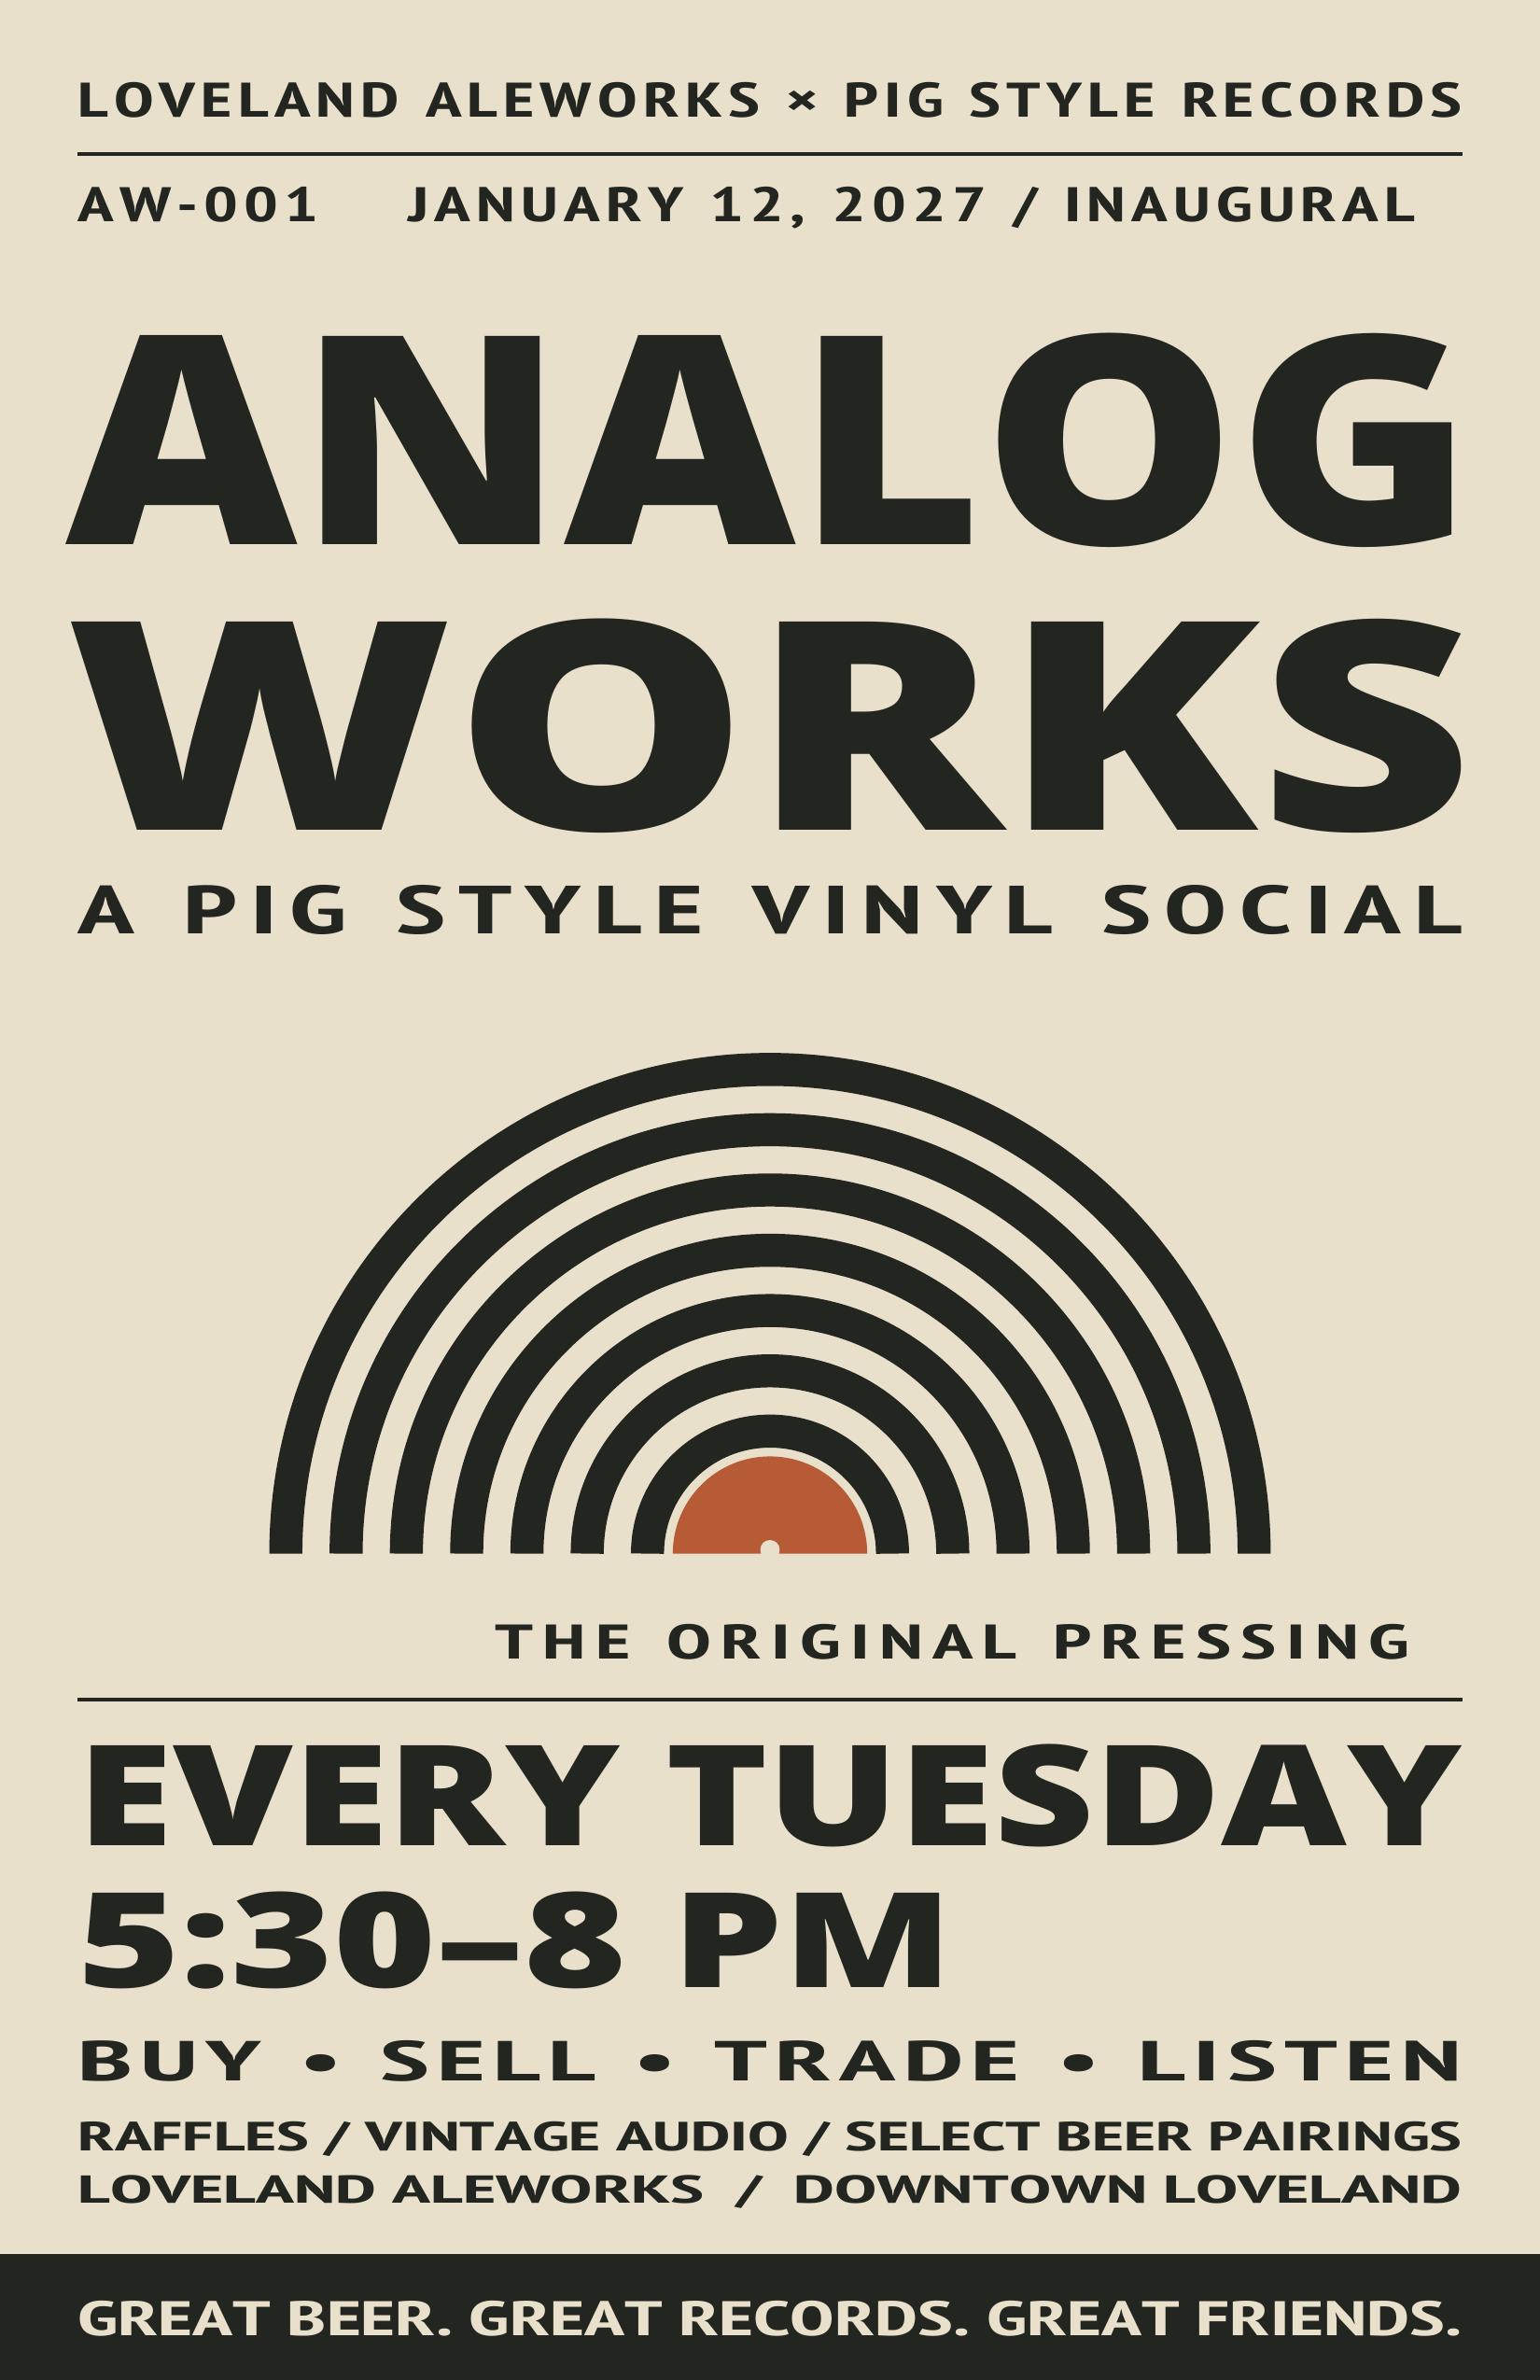 LOVELAND ALEWORKS × PIG STYLE RECORDS
AW-001 JANUARY 12, 2027 / INAUGURAL
ANALOG
WORKS
A PIG STYLE VINYL SOCIAL
THE ORIGINAL PRESSING
EVERY TUESDAY
5:30–8 PM
BUY • SELL • TRADE • LISTEN
RAFFLES / VINTAGE AUDIO / SELECT BEER PAIRINGS
LOVELAND ALEWORKS / DOWNTOWN LOVELAND
GREAT BEER. GREAT RECORDS. GREAT FRIENDS.